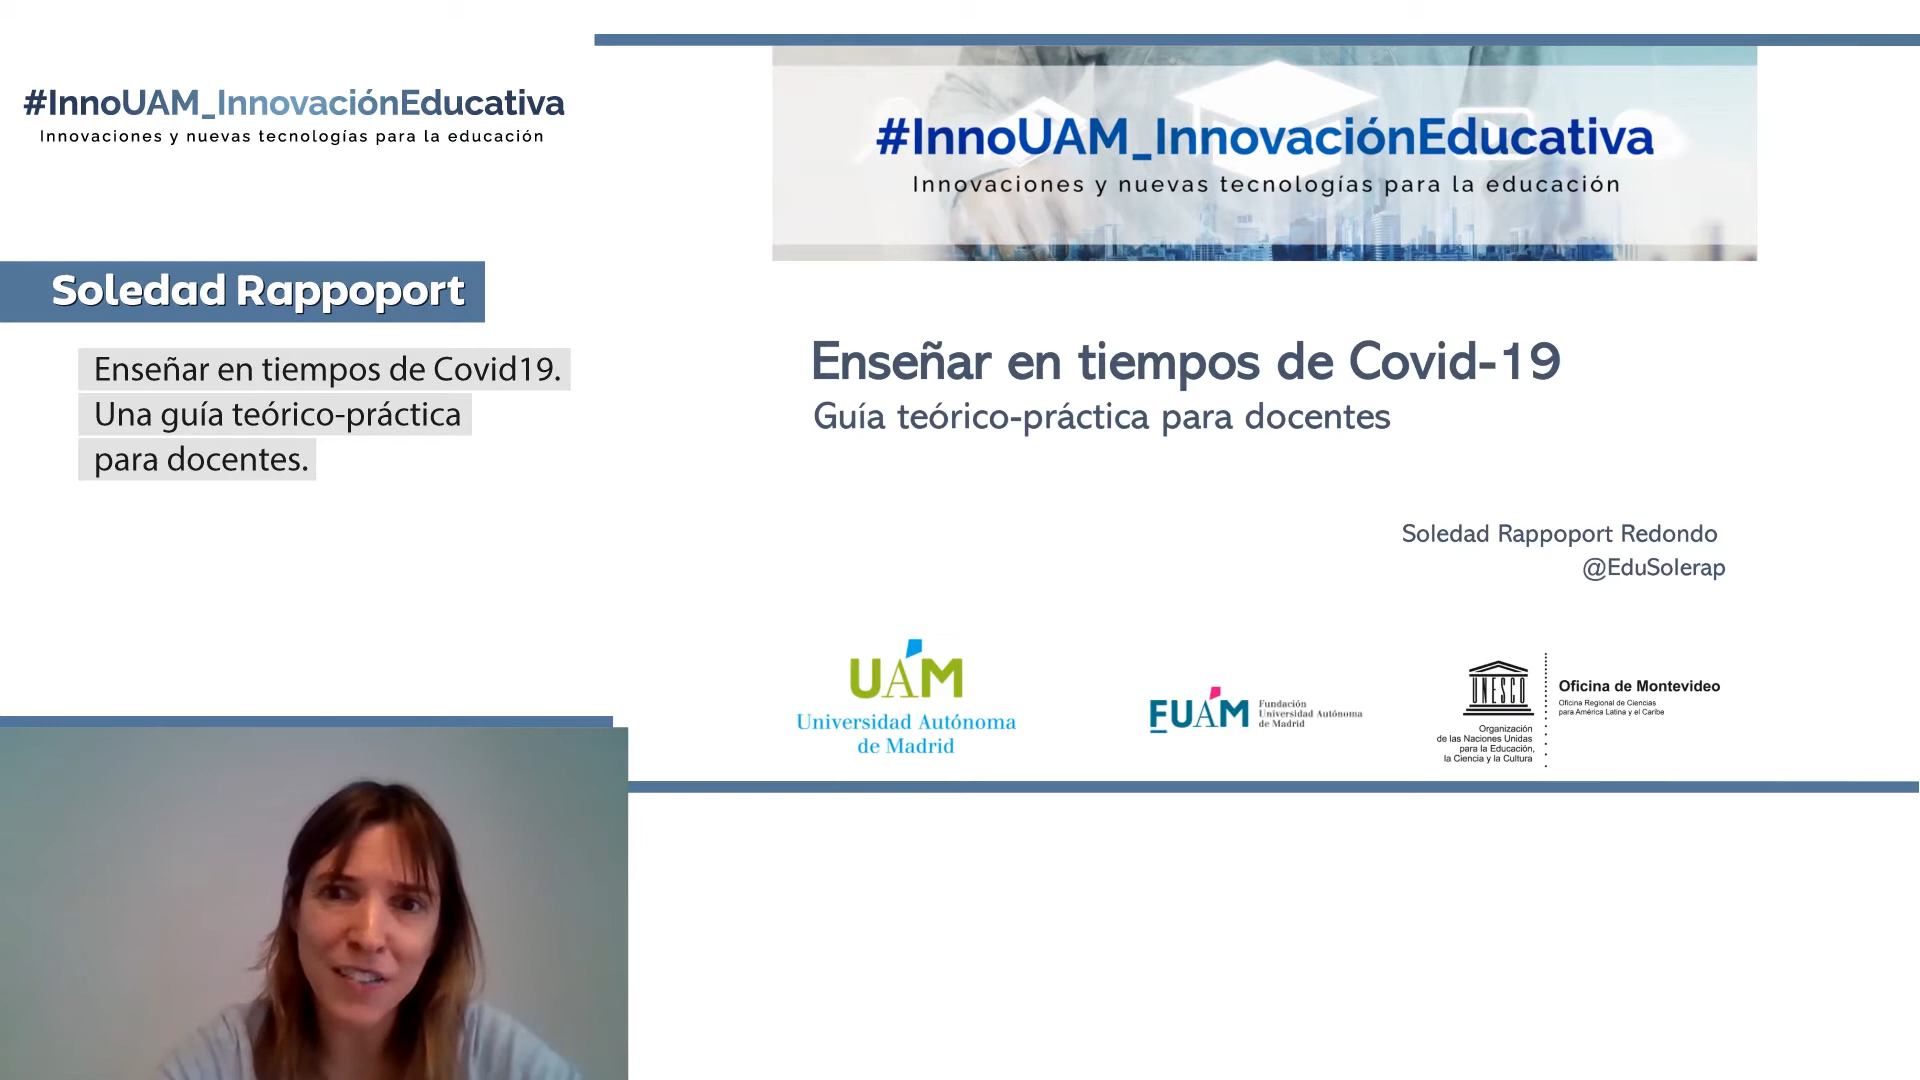 #InnoUAM_InnovaciónEducativa
Innovaciones y nuevas tecnologías para la educación
Soledad Rappoport
Enseñar en tiempos de Covid19.
Una guía teórico-práctica
para docentes.
#InnoUAM_InnovaciónEducativa
Innovaciones y nuevas tecnologías para la educación
Enseñar en tiempos de Covid-19
Guía teórico-práctica para docentes
Soledad Rappoport Redondo
@EduSolerap
UAM
Universidad Autónoma
de Madrid
FUAM
Fundación
Universidad Autónoma
de Madrid
UNESCO
Organización
de las Naciones Unidas
para la Educación,
la Ciencia y la Cultura
Oficina de Montevideo
Oficina Regional de Ciencias
para América Latina y el Caribe